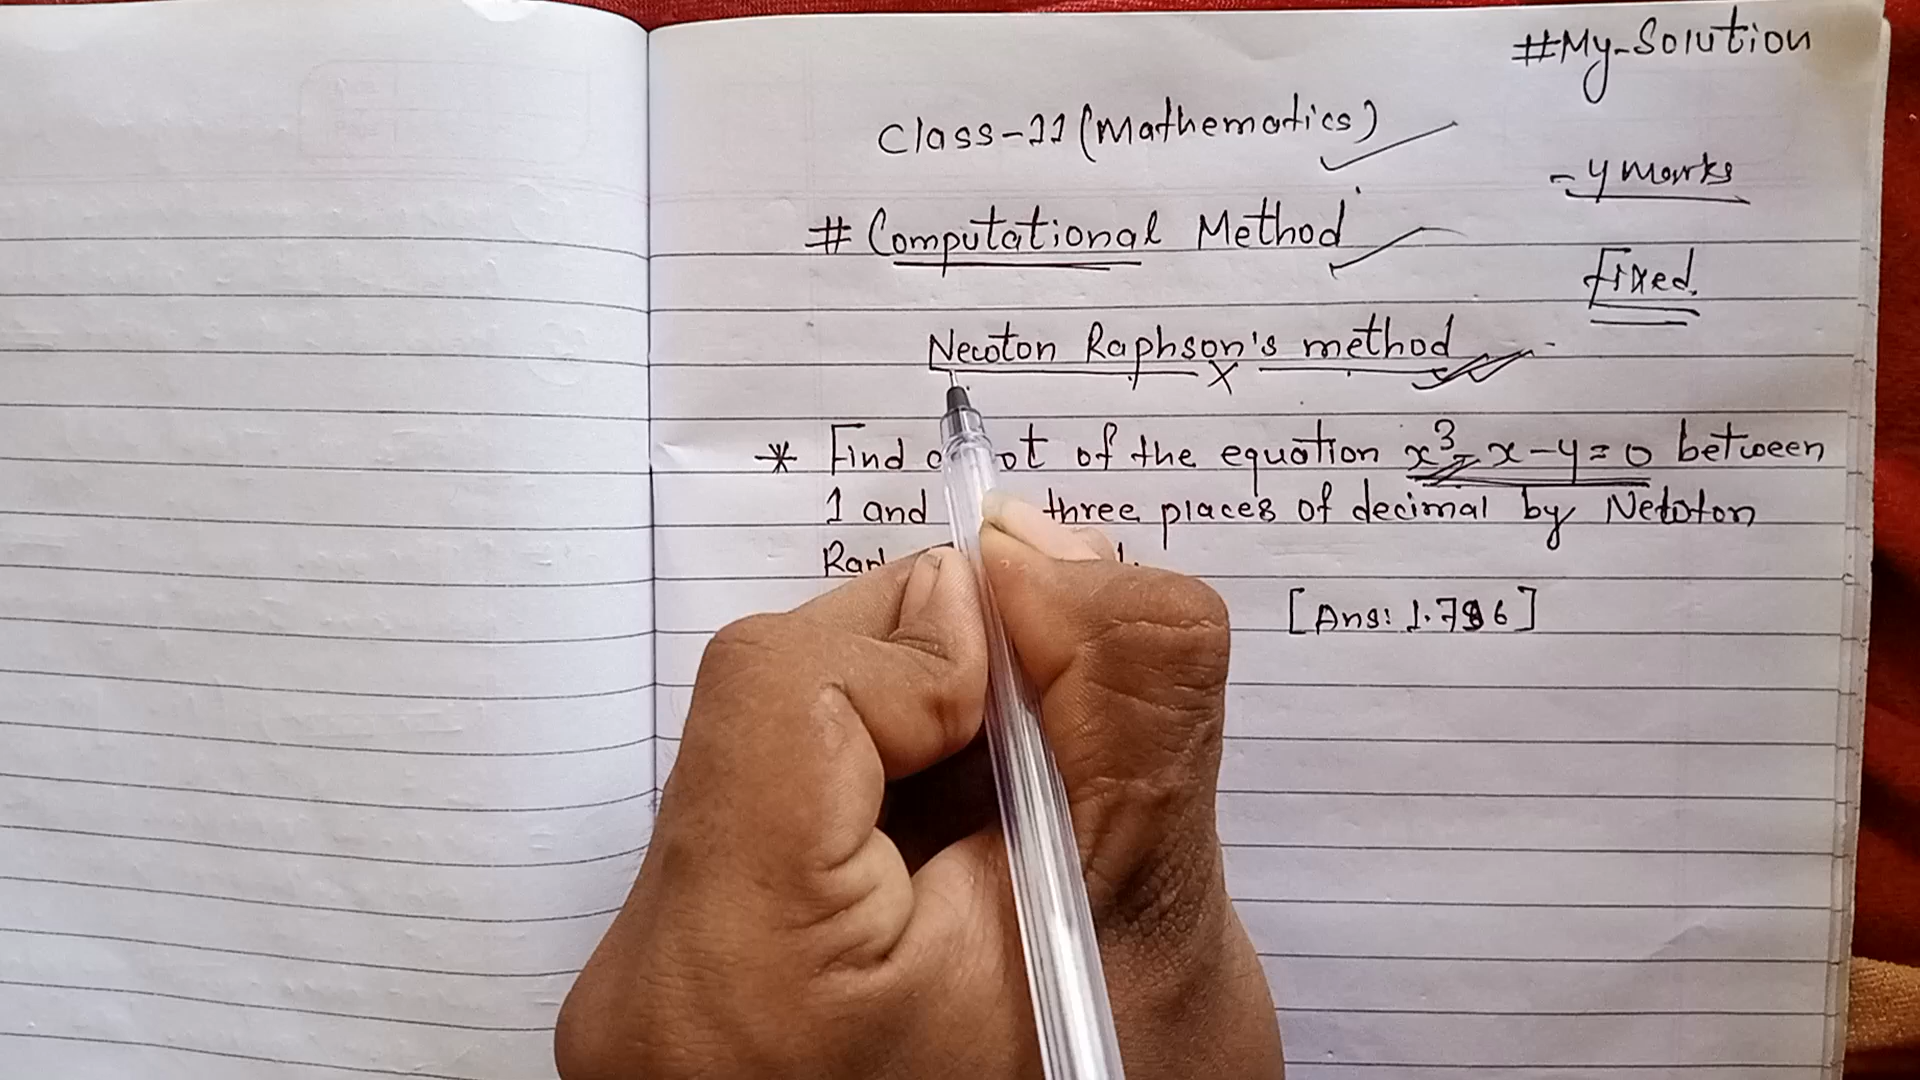 #My-Solution
Class-11 (Mathematics)
- 4 marks
# Computational Method
Fixed.
Newton Raphson's method
* Find of the equation x³-x-4=0 between
1 and three places of decimal by Newton
[Ans: 1.796]